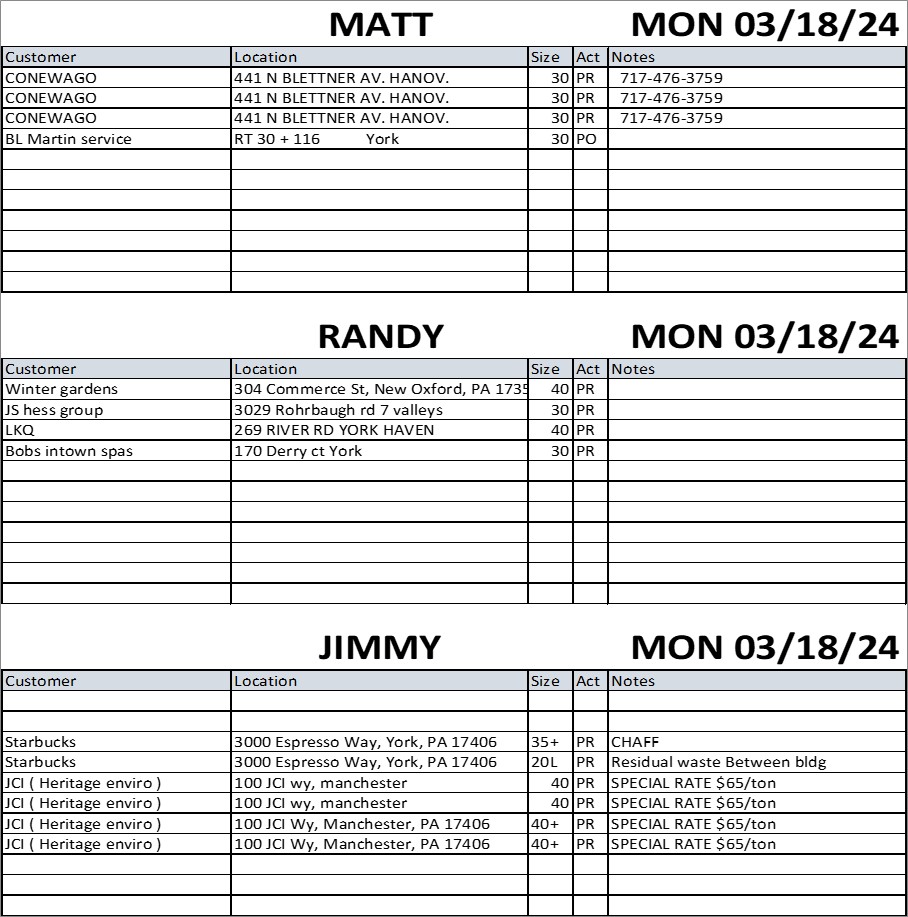 MATT MON 03/18/24
Customer Location Size Act Notes
CONEWAGO 441 N BLETTNER AV. HANOV. 30 PR 717-476-3759
CONEWAGO 441 N BLETTNER AV. HANOV. 30 PR 717-476-3759
CONEWAGO 441 N BLETTNER AV. HANOV. 30 PR 717-476-3759
BL Martin service RT 30 + 116 York 30 PO
RANDY MON 03/18/24
Customer Location Size Act Notes
Winter gardens 304 Commerce St, New Oxford, PA 1735 40 PR
JS hess group 3029 Rohrbaugh rd 7 valleys 30 PR
LKQ 269 RIVER RD YORK HAVEN 40 PR
Bobs intown spas 170 Derry ct York 30 PR
JIMMY MON 03/18/24
Customer Location Size Act Notes
Starbucks 3000 Espresso Way, York, PA 17406 35+ PR CHAFF
Starbucks 3000 Espresso Way, York, PA 17406 20L PR Residual waste Between bldg
JCI ( Heritage enviro ) 100 JCI wy, manchester 40 PR SPECIAL RATE $65/ton
JCI ( Heritage enviro ) 100 JCI wy, manchester 40 PR SPECIAL RATE $65/ton
JCI ( Heritage enviro ) 100 JCI Wy, Manchester, PA 17406 40+ PR SPECIAL RATE $65/ton
JCI ( Heritage enviro ) 100 JCI Wy, Manchester, PA 17406 40+ PR SPECIAL RATE $65/ton